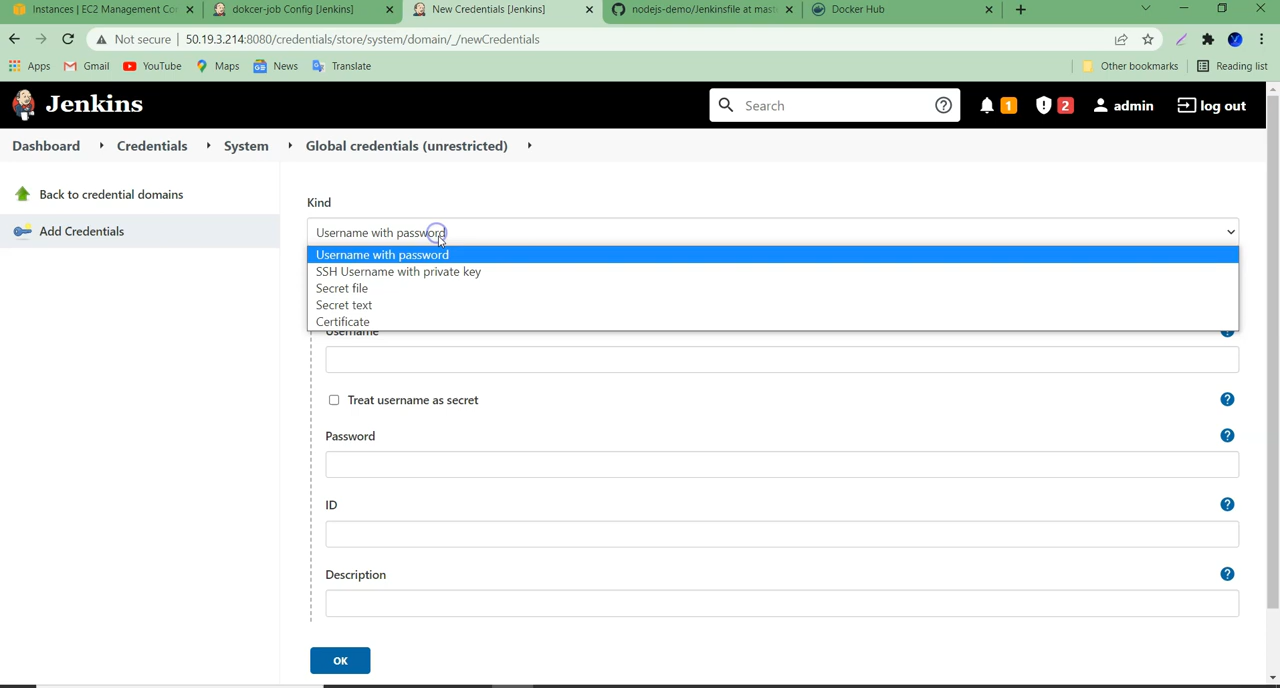 Instances | EC2 Management Co
dokcer-job Config [Jenkins]
New Credentials [Jenkins]
nodejs-demo/Jenkinsfile at mast
Docker Hub
Not secure | 50.19.3.214:8080/credentials/store/system/domain/_/newCredentials
Apps Gmail YouTube Maps News Translate Other bookmarks Reading list
Jenkins Search 1 2 admin log out
Dashboard Credentials System Global credentials (unrestricted)
Back to credential domains
Add Credentials
Kind
Username with password
Username with password
SSH Username with private key
Secret file
Secret text
Certificate
Username
Treat username as secret
Password
ID
Description
OK